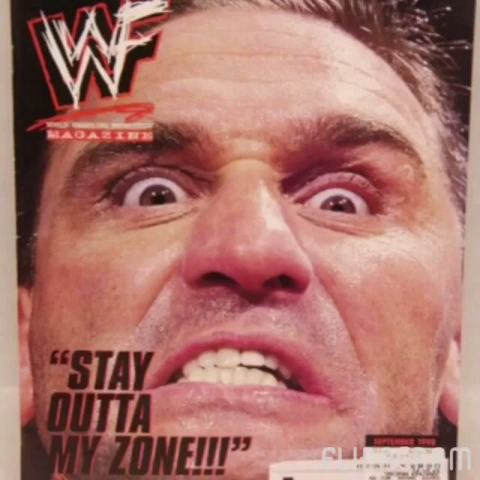 WWF
MAGAZINE
"STAY
OUTTA
MY ZONE!!!"
SEPTEMBER 1998